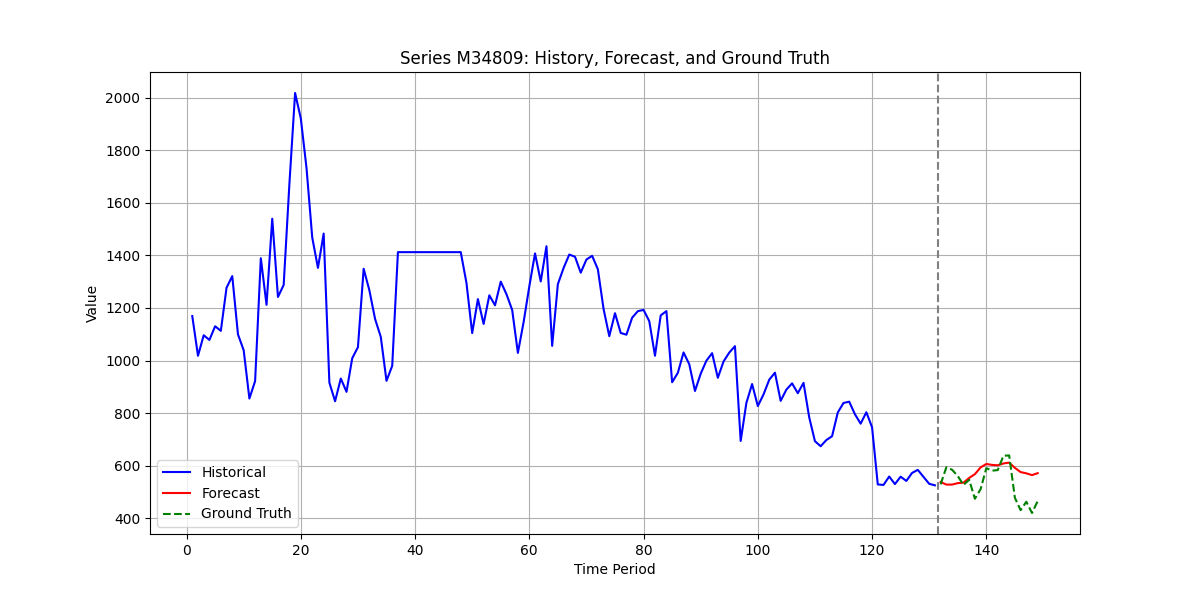 Series M34809: History, Forecast, and Ground Truth
Value
2000
1800
1600
1400
1200
1000
800
600
400
Historical
Forecast
Ground Truth
0 20 40 60 80 100 120 140
Time Period